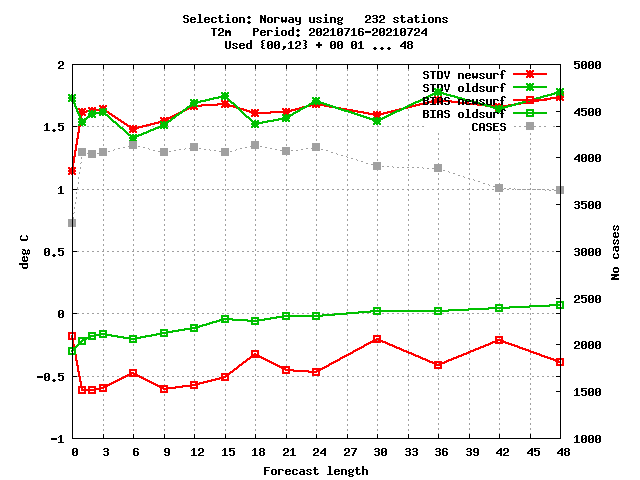 Selection: Norway using   232 stations
T2m   Period: 20210716-20210724
Used {00,12} + 00 01 ... 48
STDV newsurf
STDV oldsurf
BIAS newsurf
BIAS oldsurf
CASES
2
1.5
1
0.5
0
-0.5
-1
deg C
5000
4500
4000
3500
3000
2500
2000
1500
1000
No cases
0 3 6 9 12 15 18 21 24 27 30 33 36 39 42 45 48
Forecast length